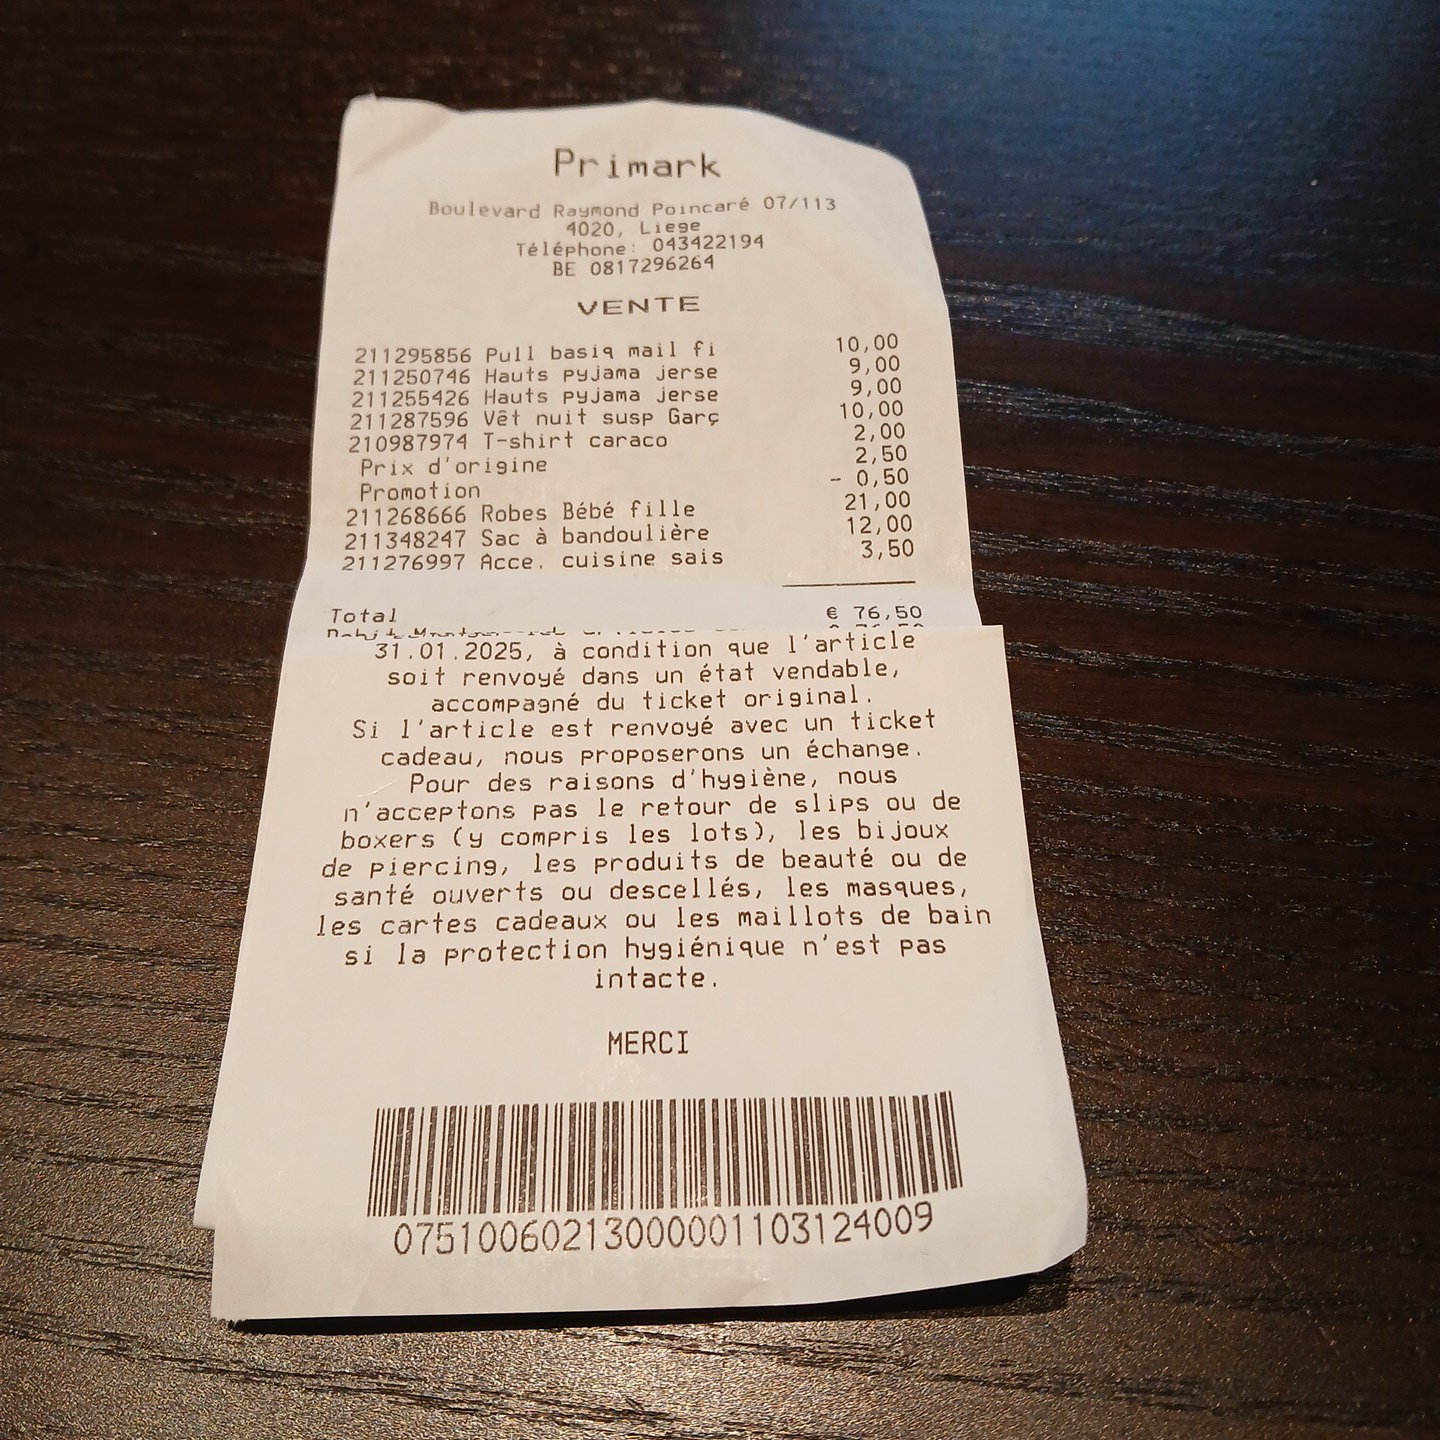 Primark
Boulevard Raymond Poincaré 07/113
4020, Liege
Téléphone: 043422194
BE 0817296264
VENTE
211295856 Pull basiq mail fi 10,00
211250746 Hauts pyjama jerse 9,00
211255426 Hauts pyjama jerse 9,00
211287596 Vêt nuit susp Garç 10,00
210987974 T-shirt caraco 2,00
Prix d'origine 2,50
Promotion - 0,50
211268666 Robes Bébé fille 21,00
211348247 Sac à bandoulière 12,00
211276997 Acce. cuisine sais 3,50
Total € 76,50
31.01.2025, à condition que l'article
soit renvoyé dans un état vendable,
accompagné du ticket original.
Si l'article est renvoyé avec un ticket
cadeau, nous proposerons un échange.
Pour des raisons d'hygiène, nous
n'acceptons pas le retour de slips ou de
boxers (y compris les lots), les bijoux
de piercing, les produits de beauté ou de
santé ouverts ou descellés, les masques,
les cartes cadeaux ou les maillots de bain
si la protection hygiénique n'est pas
intacte.
MERCI
07510060213000001103124009